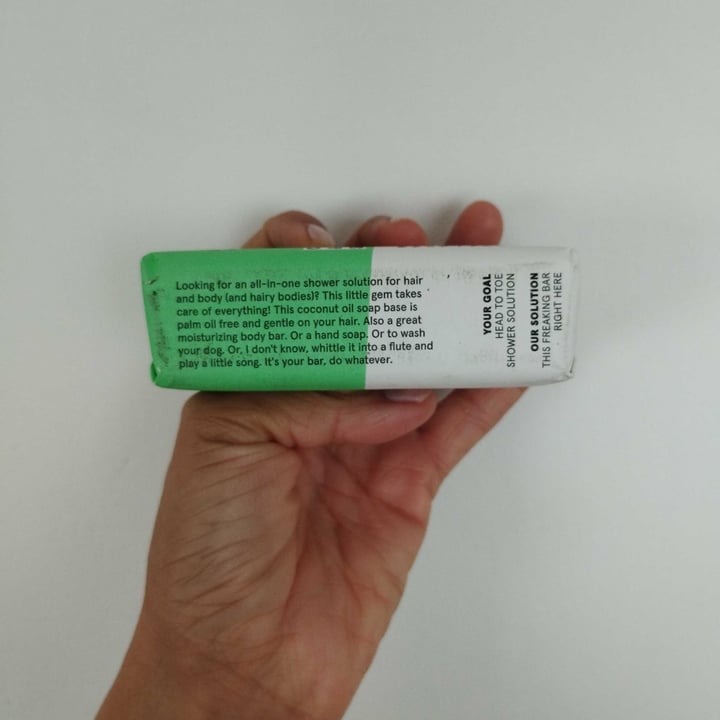 Looking for an all-in-one shower solution for hair
and body (and hairy bodies)? This little gem takes
care of everything! This coconut oil soap base is
palm oil free and gentle on your hair. Also a great
moisturizing body bar. Or a hand soap. Or to wash
your dog. Or, I don't know, whittle it into a flute and
play a little song. It's your bar, do whatever.
YOUR GOAL
HEAD TO TOE
SHOWER SOLUTION
OUR SOLUTION
THIS FREAKING BAR
RIGHT HERE